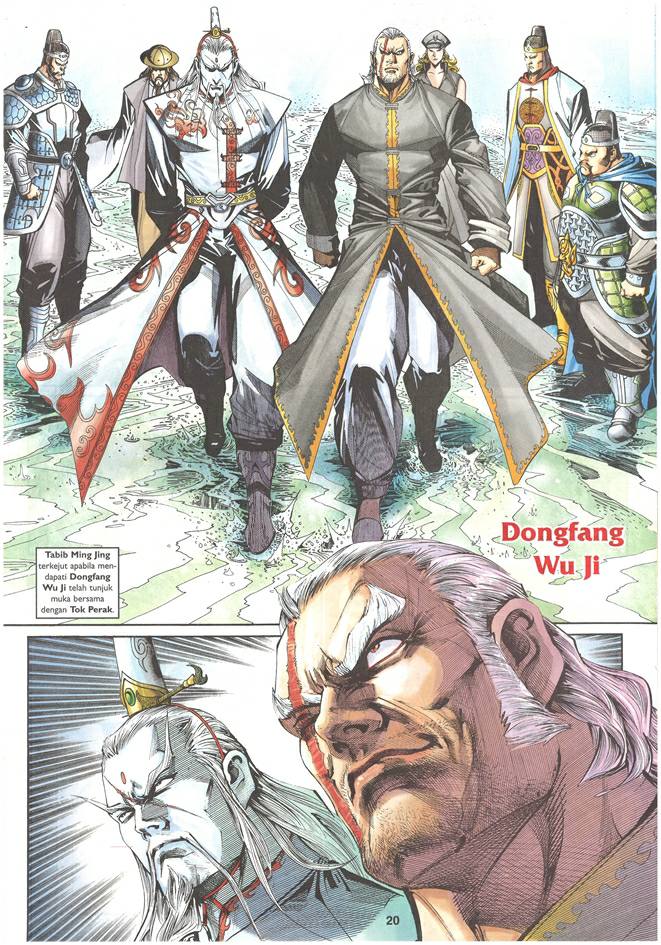 Dongfang
Wu Ji
Tabib Ming Jing
terkejut apabila men-
dapati Dongfang
Wu Ji telah tunjuk
muka bersama
dengan Tok Perak.
20